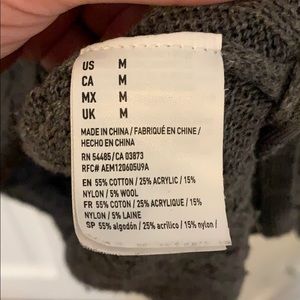 US M
CA M
MX M
UK M
MADE IN CHINA / FABRIQUÉ EN CHINE /
HECHO EN CHINA
RN 54485/CA 03873
RFC# AEM120605U9A
EN 55% COTTON / 25% ACRYLIC / 15%
NYLON / 5% WOOL
FR 55% COTON / 25% ACRYLIQUE / 15%
NYLON / 5% LAINE
SP 55% algodón / 25% acrílico / 15% nylon /